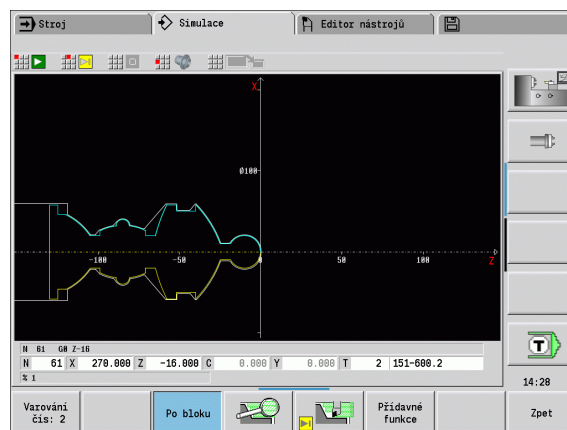 Stroj
Simulace
Editor nástrojů
X
Ø100
-100
-50
0
50
100
Z
N 61 G0 Z-16
N 61 X 270.000 Z -16.000 C 0.000 Y 0.000 T 2 151-600.2
% 1
T
14:28
Varování čís: 2
Po bloku
Přídavné funkce
Zpet